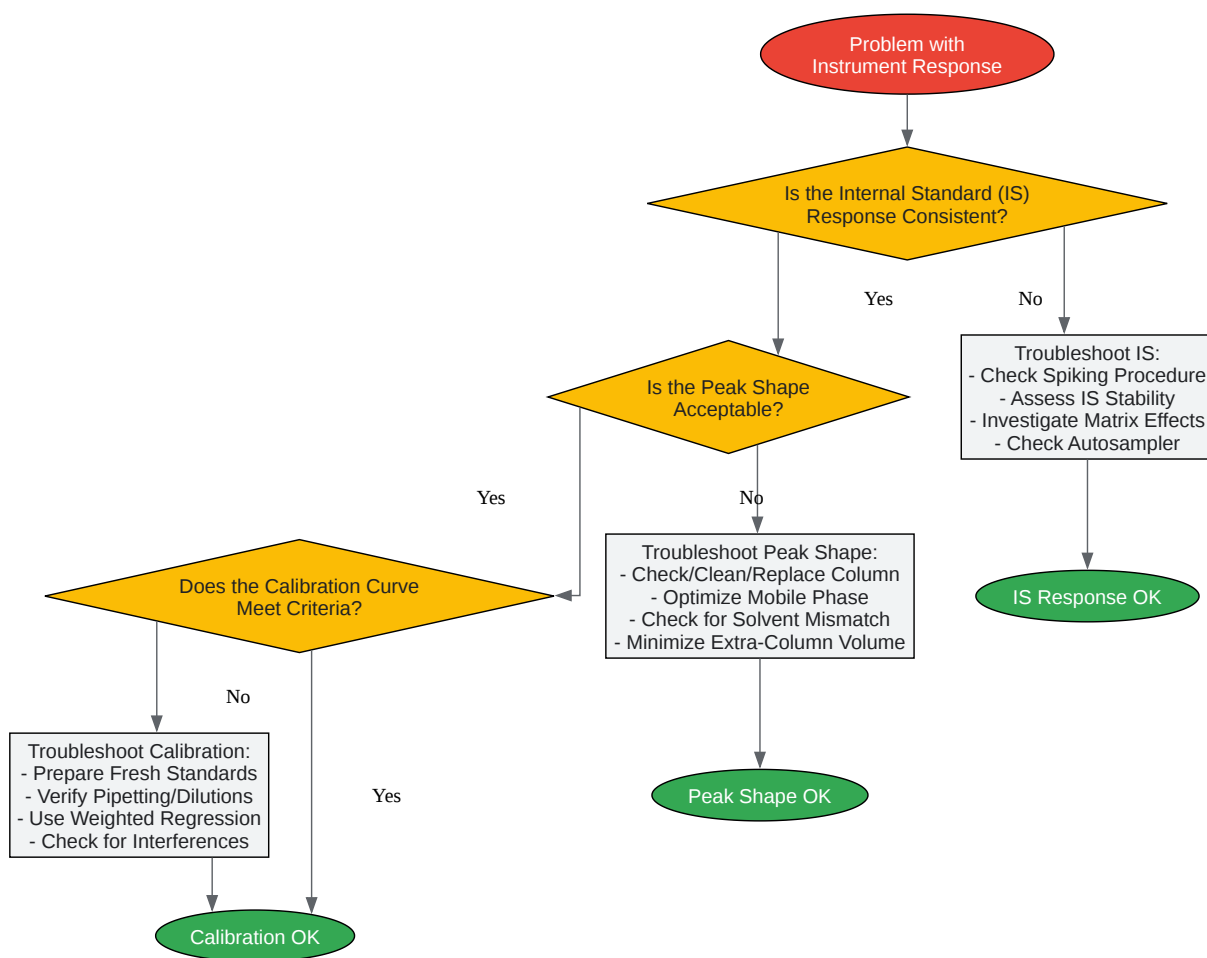 Problem with
Instrument Response
Is the Internal Standard (IS)
Response Consistent?
Yes
No
Is the Peak Shape
Acceptable?
Troubleshoot IS:
- Check Spiking Procedure
- Assess IS Stability
- Investigate Matrix Effects
- Check Autosampler
Yes
No
Does the Calibration Curve
Meet Criteria?
Troubleshoot Peak Shape:
- Check/Clean/Replace Column
- Optimize Mobile Phase
- Check for Solvent Mismatch
- Minimize Extra-Column Volume
IS Response OK
No
Troubleshoot Calibration:
- Prepare Fresh Standards
- Verify Pipetting/Dilutions
- Use Weighted Regression
- Check for Interferences
Yes
Peak Shape OK
Calibration OK